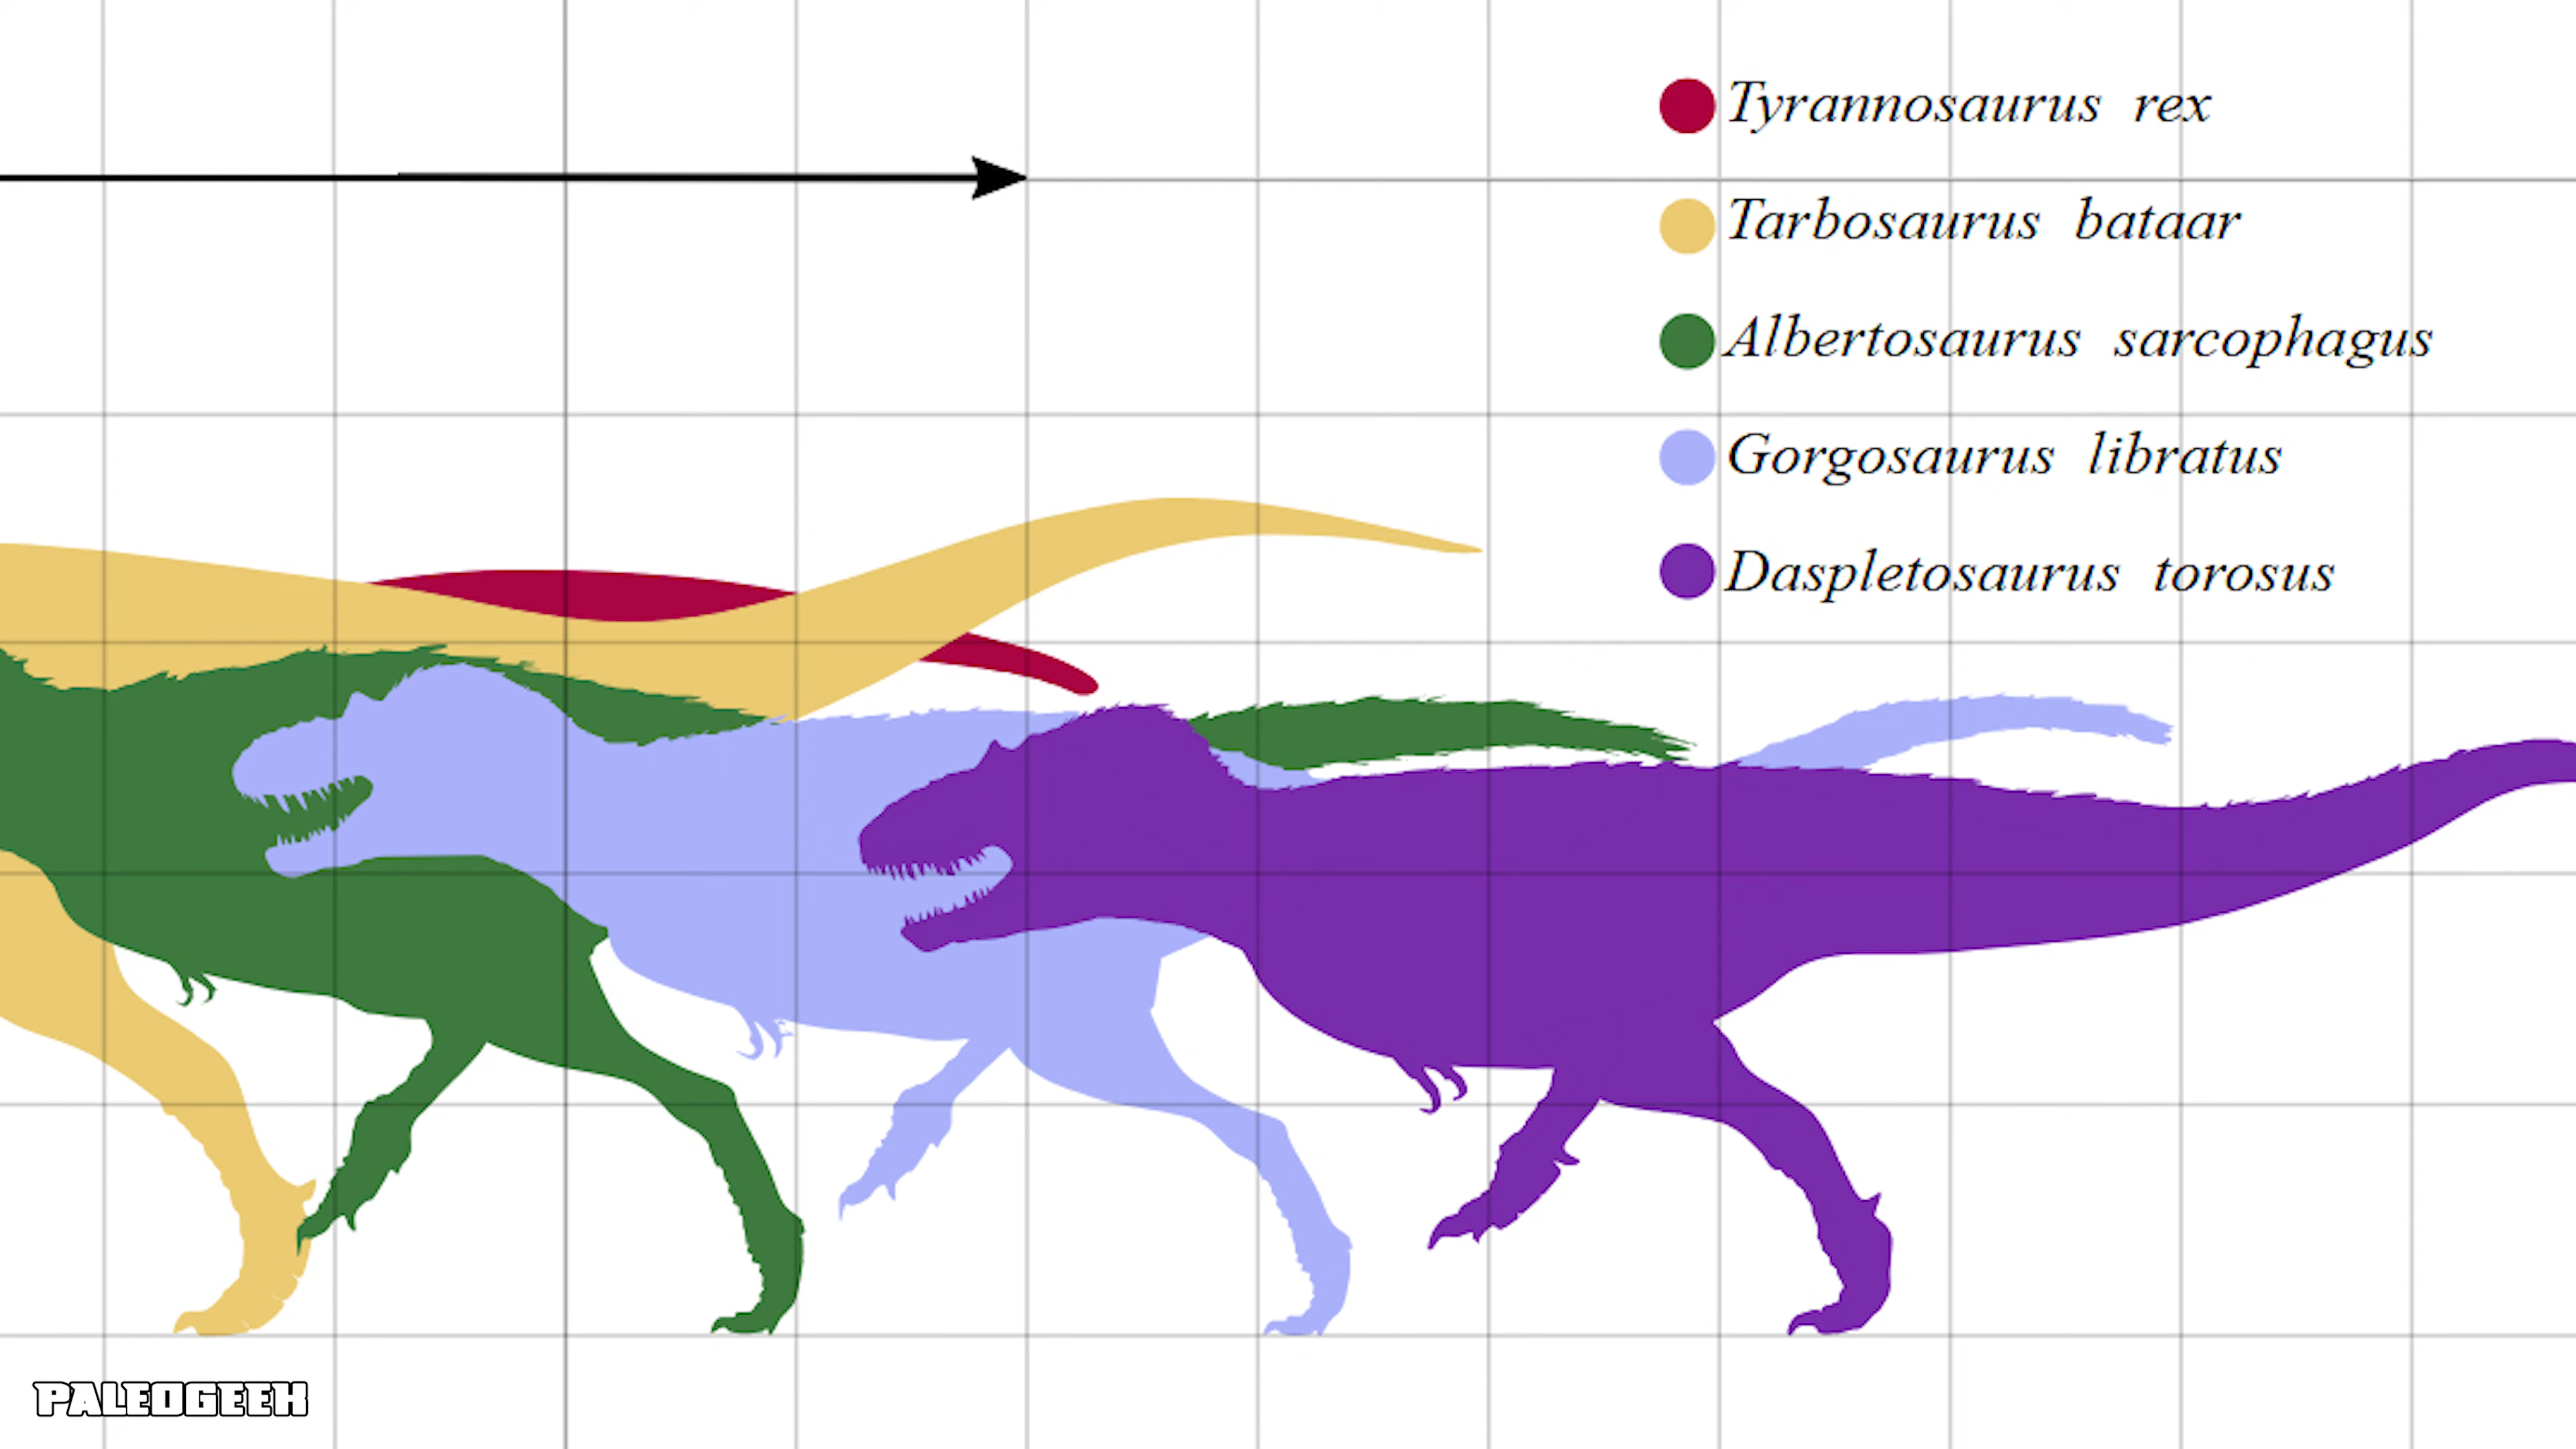 Tyrannosaurus rex
Tarbosaurus bataar
Albertosaurus sarcophagus
Gorgosaurus libratus
Daspletosaurus torosus
PALEOGEEK